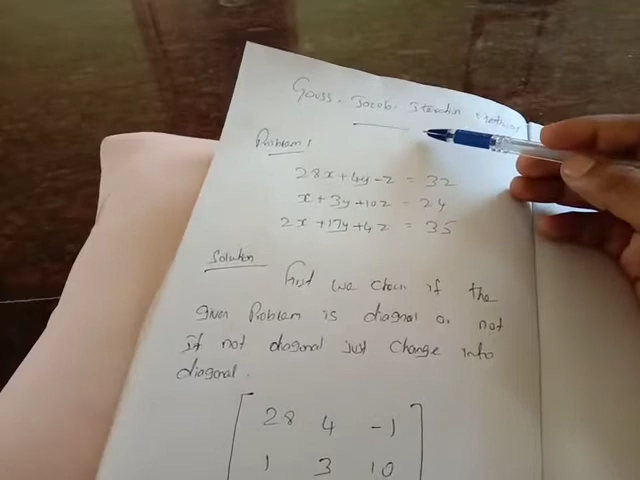 Gauss - Jacobi Iteration Method
Problem 1
28x+4y-z = 32
x+3y+10z = 24
2x+17y+4z = 35
Solution
First we check if the
given Problem is diagnal or not
If not diagonal just change into
diagonal.
28 4 -1
1 3 10